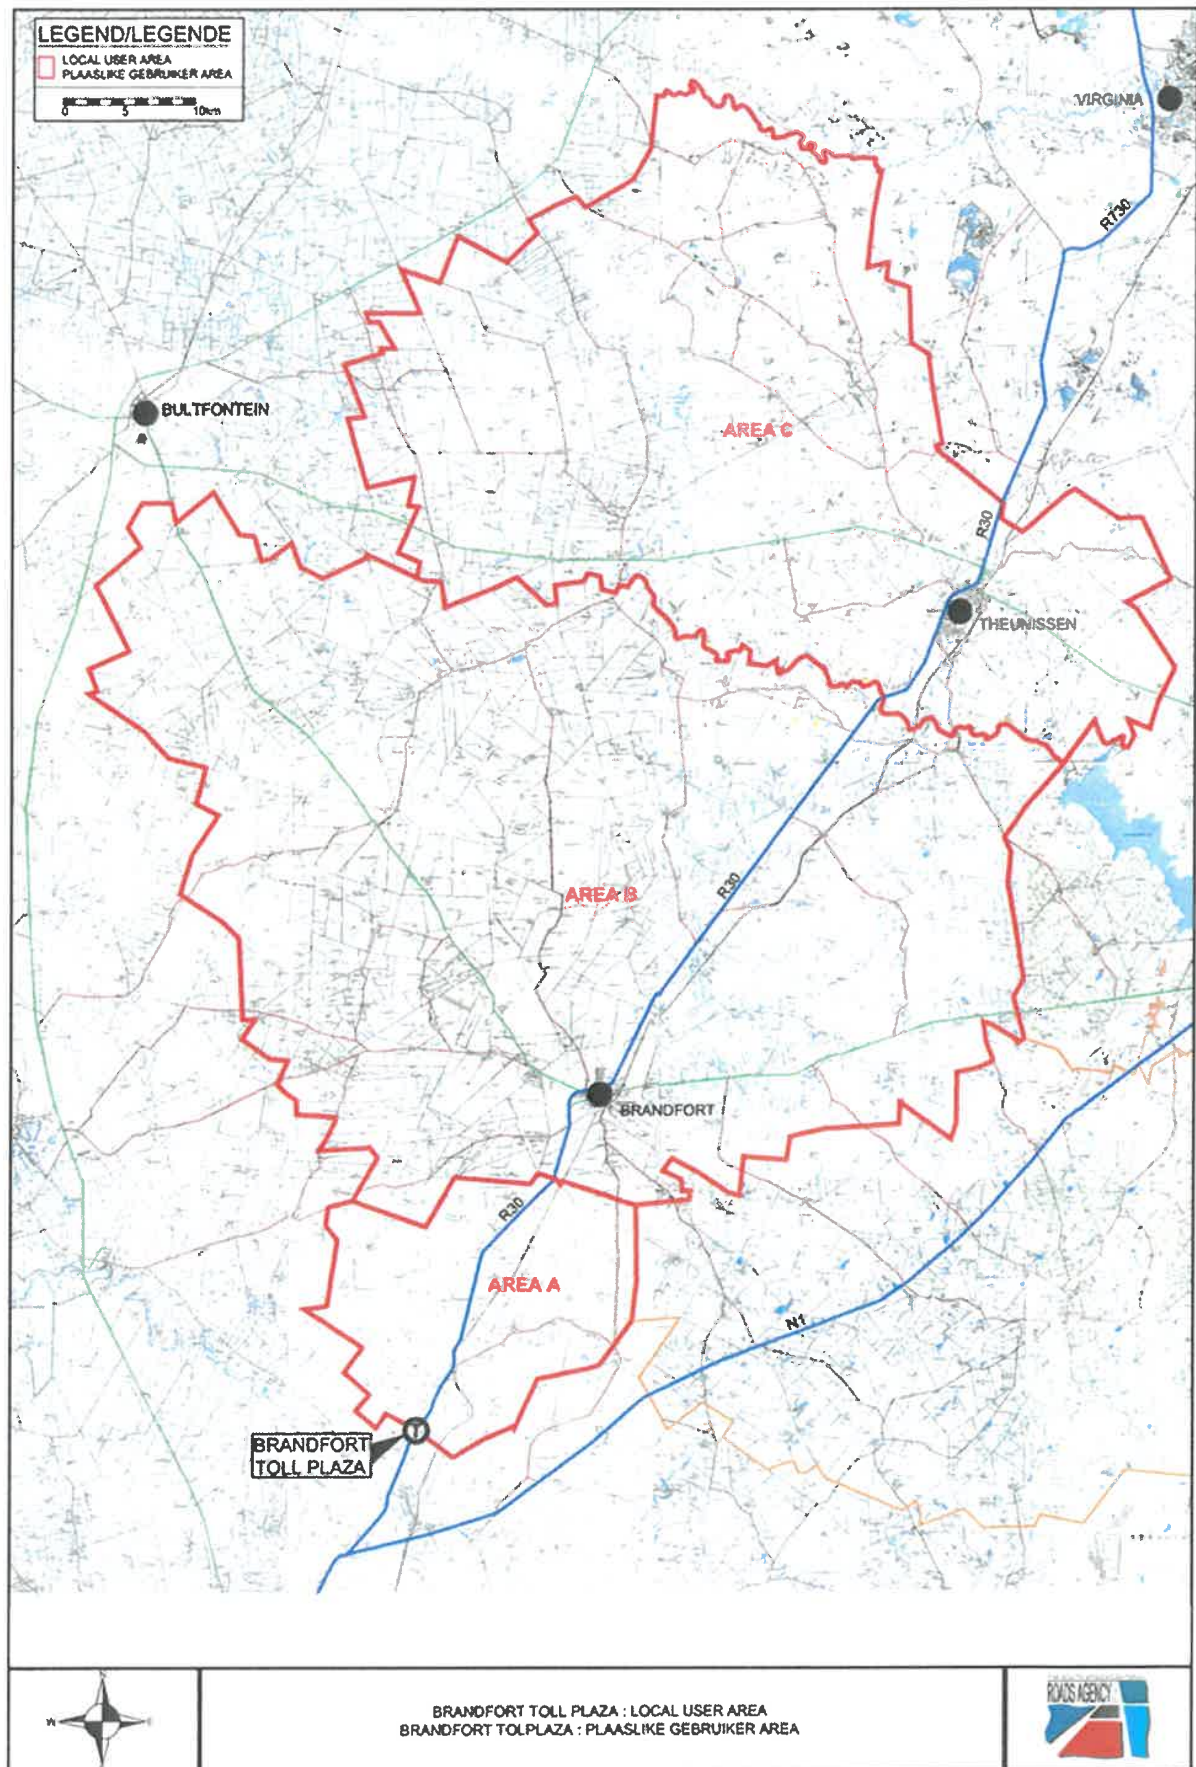 LEGEND/LEGENDE
LOCAL USER AREA
PLAASLIKE GEBRUIKER AREA
0 5 10km
VIRGINIA
R730
BULTFONTEIN
AREA C
R30
THEUNISSEN
AREA B
R30
BRANDFORT
R30
AREA A
N1
T
BRANDFORT
TOLL PLAZA
N
W E
BRANDFORT TOLL PLAZA : LOCAL USER AREA
BRANDFORT TOLPLAZA : PLAASLIKE GEBRUIKER AREA
ROADS AGENCY